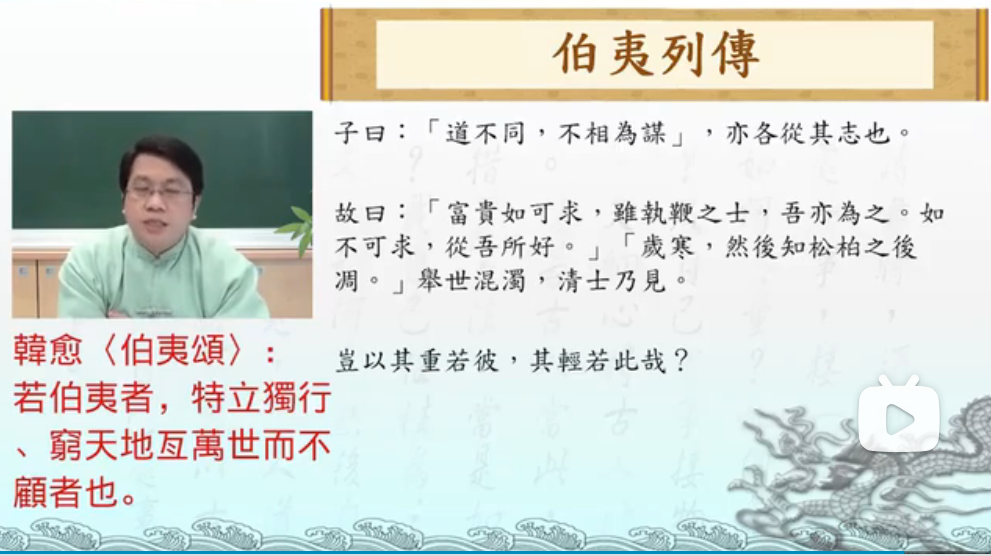 伯夷列傳
子曰：「道不同，不相為謀」，亦各從其志也。
故曰：「富貴如可求，雖執鞭之士，吾亦為之。如
不可求，從吾所好。」「歲寒，然後知松柏之後
凋。」舉世混濁，清士乃見。
豈以其重若彼，其輕若此哉？
韓愈〈伯夷頌〉：
若伯夷者，特立獨行
、窮天地亙萬世而不
顧者也。